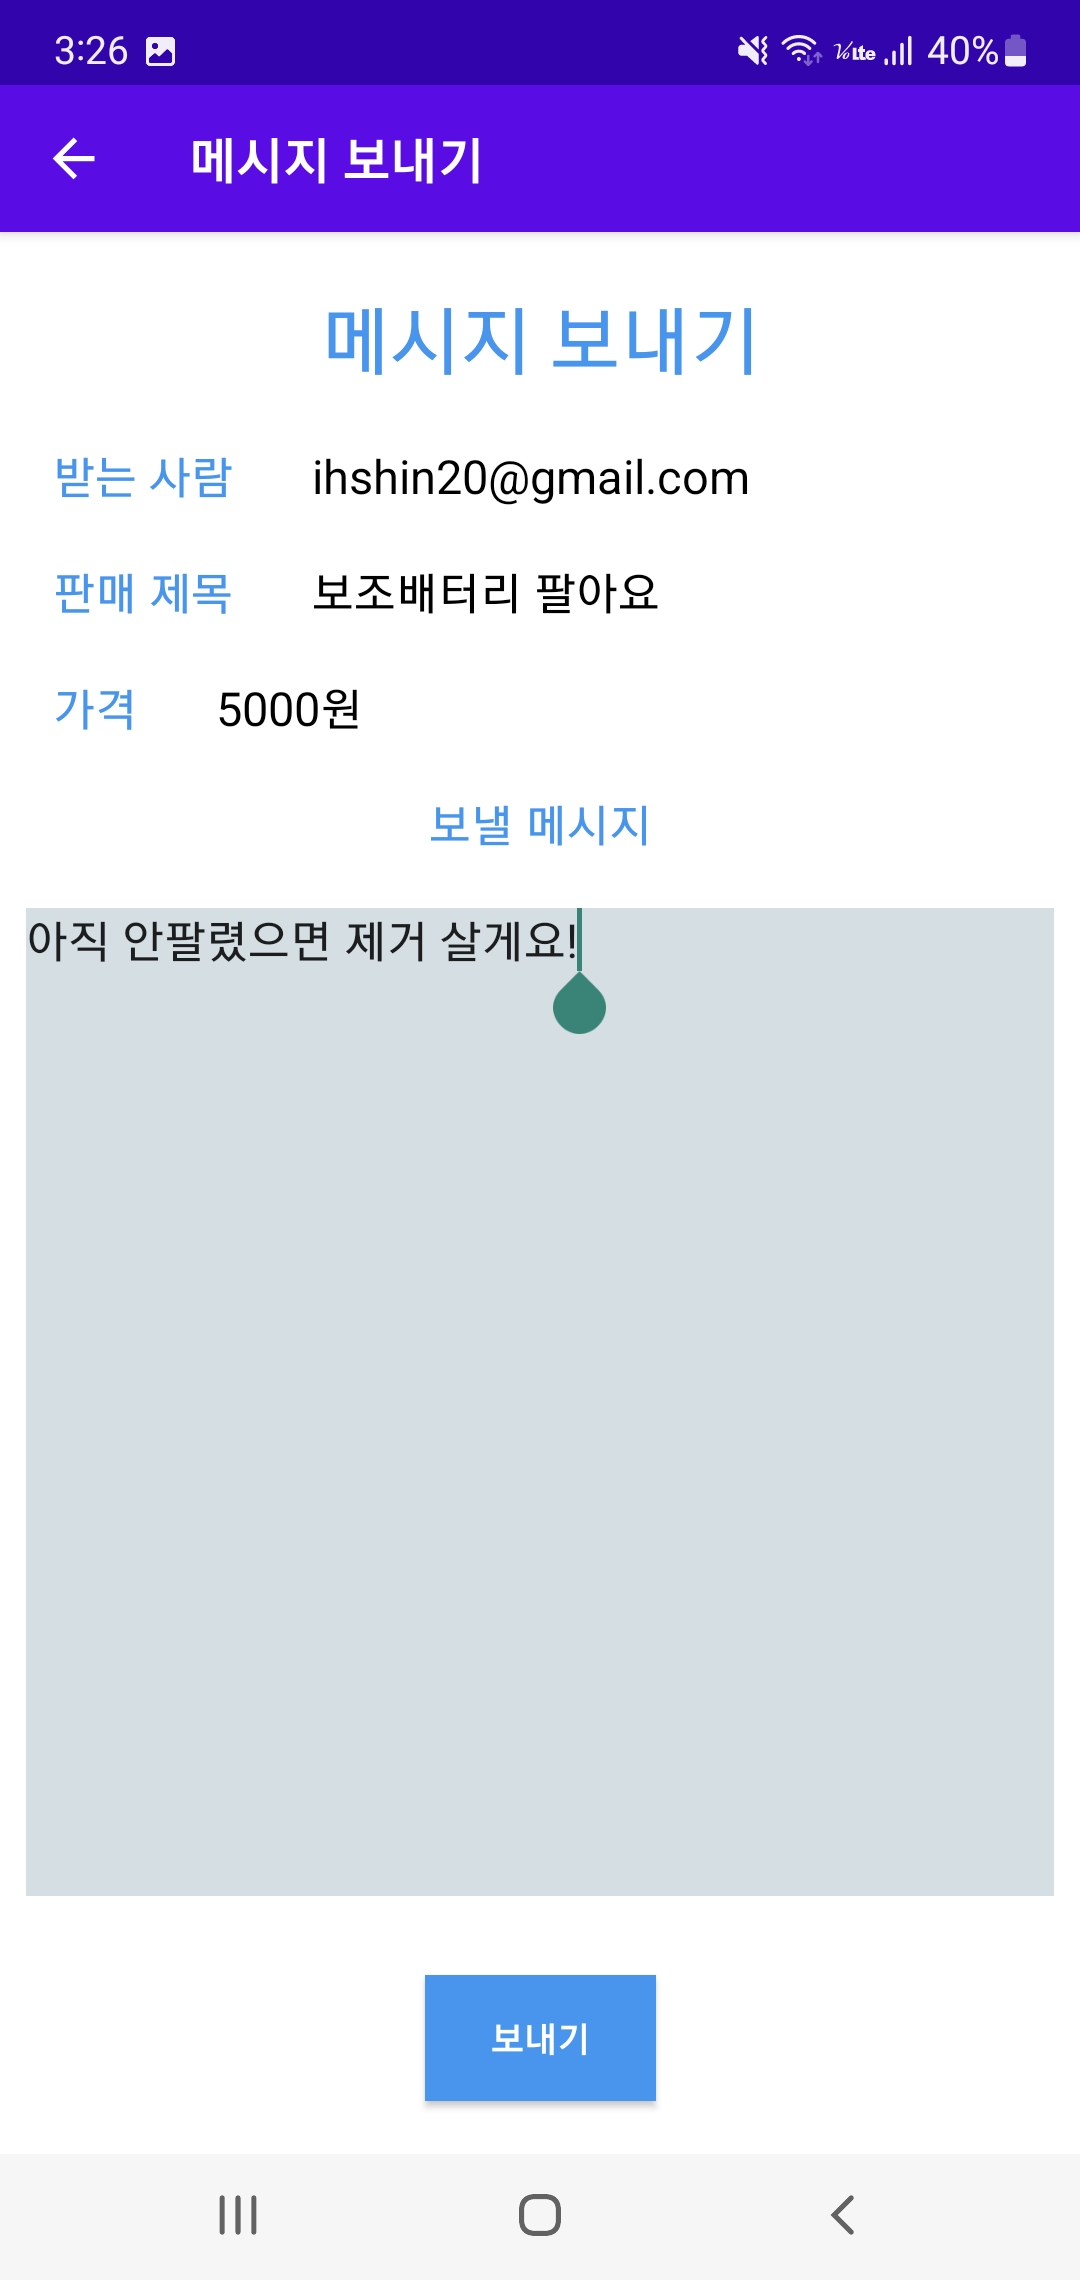 3:26 40%
메시지 보내기
메시지 보내기
받는 사람 ihshin20@gmail.com
판매 제목 보조배터리 팔아요
가격 5000원
보낼 메시지
아직 안팔렸으면 제거 살게요!
보내기